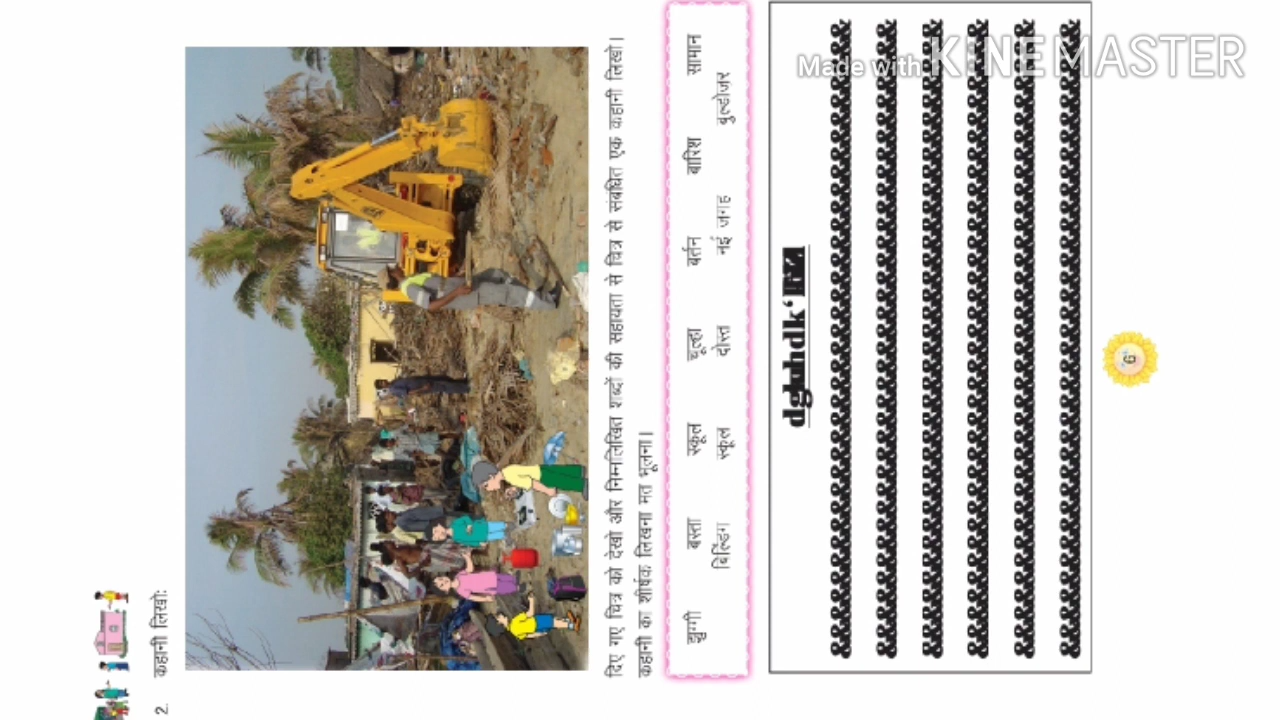 2. कहानी लिखो:
दिए गए चित्र को देखो और निम्नलिखित शब्दों की सहायता से चित्र से संबंधित एक कहानी लिखो।
कहानी का शीर्षक लिखना मत भूलना।
झुग्गी बस्ता स्कूल चूल्हा बर्तन बारिश सामान
बिल्डिंग स्कूल दोस्त नई जगह बुल्डोज़र
6
Made with KINEMASTER